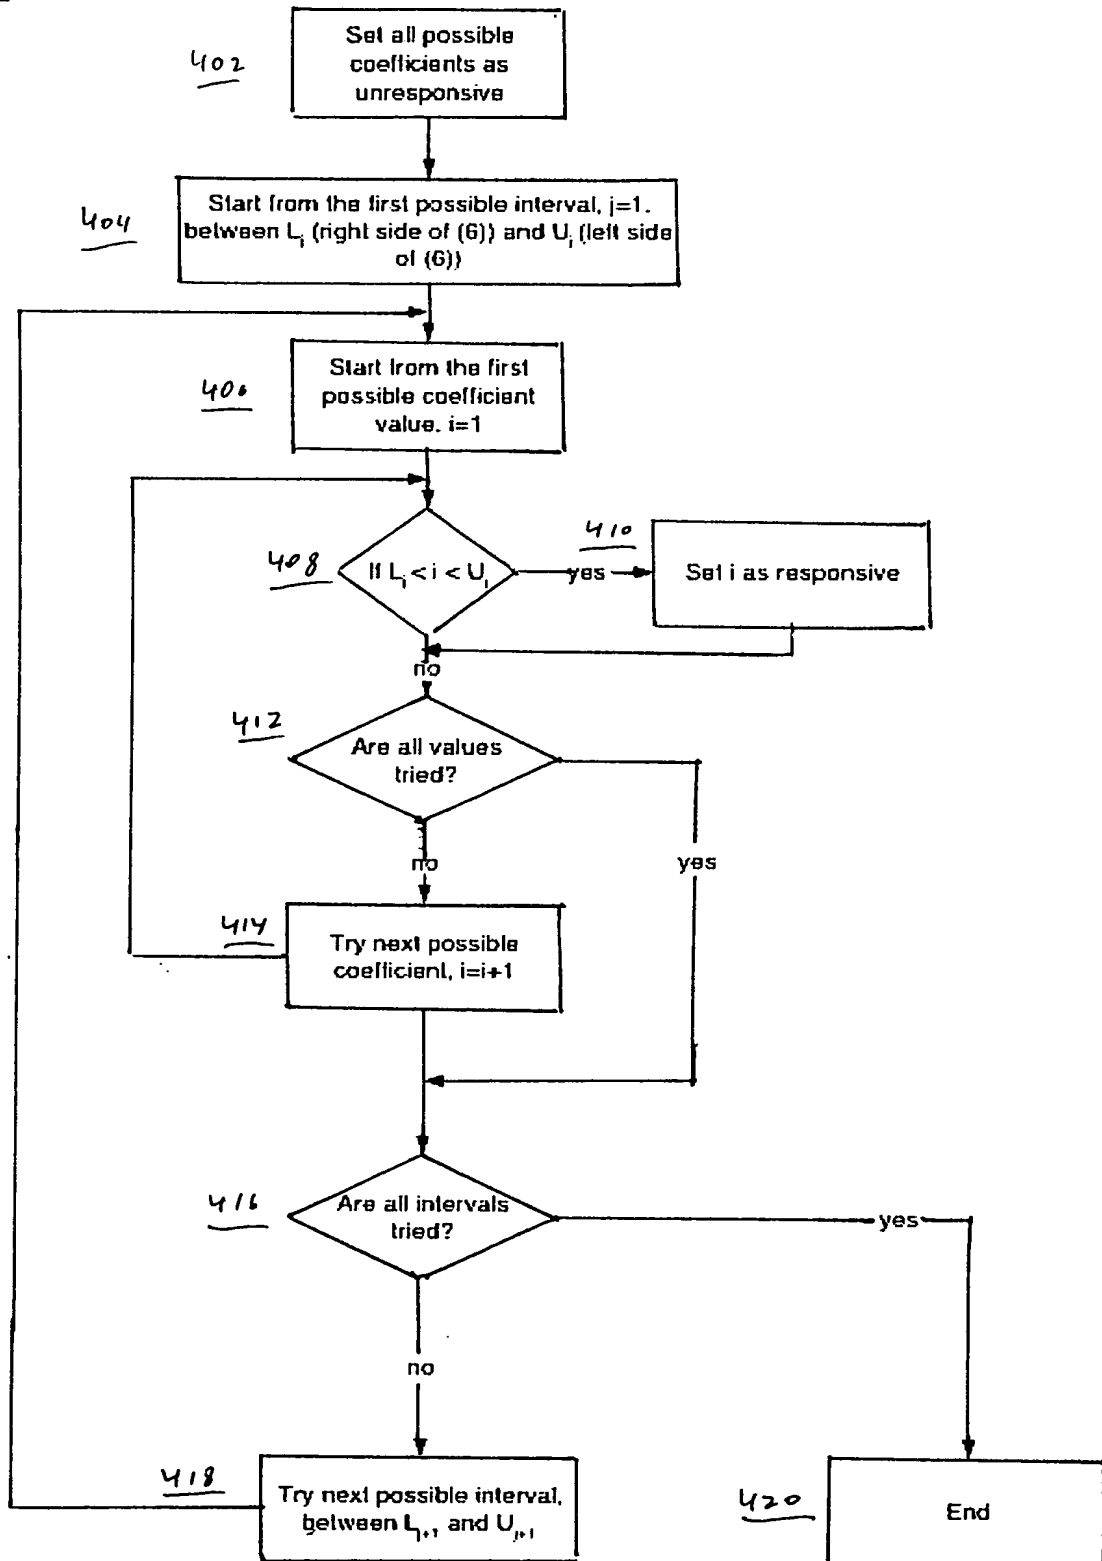 402
Set all possible
coefficients as
unresponsive
404
Start from the first possible interval, j=1.
between Lj (right side of (6)) and Uj (left side
of (6))
406
Start from the first
possible coefficient
value. i=1
408
If Lj < i < Uj
yes
410
Set i as responsive
no
412
Are all values
tried?
no
yes
414
Try next possible
coefficient, i=i+1
416
Are all intervals
tried?
yes
no
418
Try next possible interval,
between Lj+1 and Uj+1
420
End